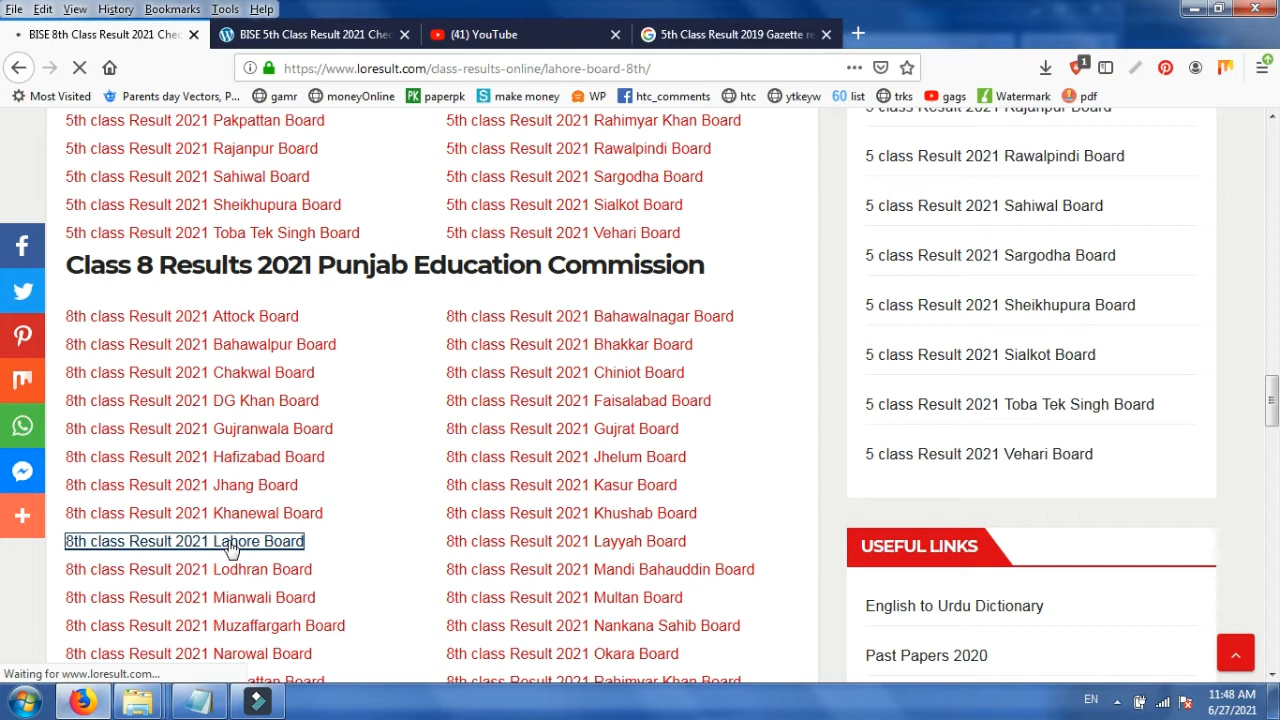 File Edit View History Bookmarks Tools Help
BISE 8th Class Result 2021 Chec
BISE 5th Class Result 2021 Chec
(41) YouTube
5th Class Result 2019 Gazette re
https://www.loresult.com/class-results-online/lahore-board-8th/
1
Most Visited
Parents day Vectors, P...
gamr
moneyOnline
PK paperpk
S make money
WP
htc_comments
htc
ytkeyw
60 list
trks
gags
Watermark
pdf
5th class Result 2021 Pakpattan Board
5th class Result 2021 Rahimyar Khan Board
5th class Result 2021 Rajanpur Board
5th class Result 2021 Rawalpindi Board
5th class Result 2021 Sahiwal Board
5th class Result 2021 Sargodha Board
5th class Result 2021 Sheikhupura Board
5th class Result 2021 Sialkot Board
5th class Result 2021 Toba Tek Singh Board
5th class Result 2021 Vehari Board
Class 8 Results 2021 Punjab Education Commission
8th class Result 2021 Attock Board
8th class Result 2021 Bahawalnagar Board
8th class Result 2021 Bahawalpur Board
8th class Result 2021 Bhakkar Board
8th class Result 2021 Chakwal Board
8th class Result 2021 Chiniot Board
8th class Result 2021 DG Khan Board
8th class Result 2021 Faisalabad Board
8th class Result 2021 Gujranwala Board
8th class Result 2021 Gujrat Board
8th class Result 2021 Hafizabad Board
8th class Result 2021 Jhelum Board
8th class Result 2021 Jhang Board
8th class Result 2021 Kasur Board
8th class Result 2021 Khanewal Board
8th class Result 2021 Khushab Board
8th class Result 2021 Lahore Board
8th class Result 2021 Layyah Board
8th class Result 2021 Lodhran Board
8th class Result 2021 Mandi Bahauddin Board
8th class Result 2021 Mianwali Board
8th class Result 2021 Multan Board
8th class Result 2021 Muzaffargarh Board
8th class Result 2021 Nankana Sahib Board
8th class Result 2021 Narowal Board
8th class Result 2021 Okara Board
attan Board
8th class Result 2021 Rahimyar Khan Board
5 class Result 2021 Rajanpur Board
5 class Result 2021 Rawalpindi Board
5 class Result 2021 Sahiwal Board
5 class Result 2021 Sargodha Board
5 class Result 2021 Sheikhupura Board
5 class Result 2021 Sialkot Board
5 class Result 2021 Toba Tek Singh Board
5 class Result 2021 Vehari Board
USEFUL LINKS
English to Urdu Dictionary
Past Papers 2020
Waiting for www.loresult.com...
EN
11:48 AM
6/27/2021